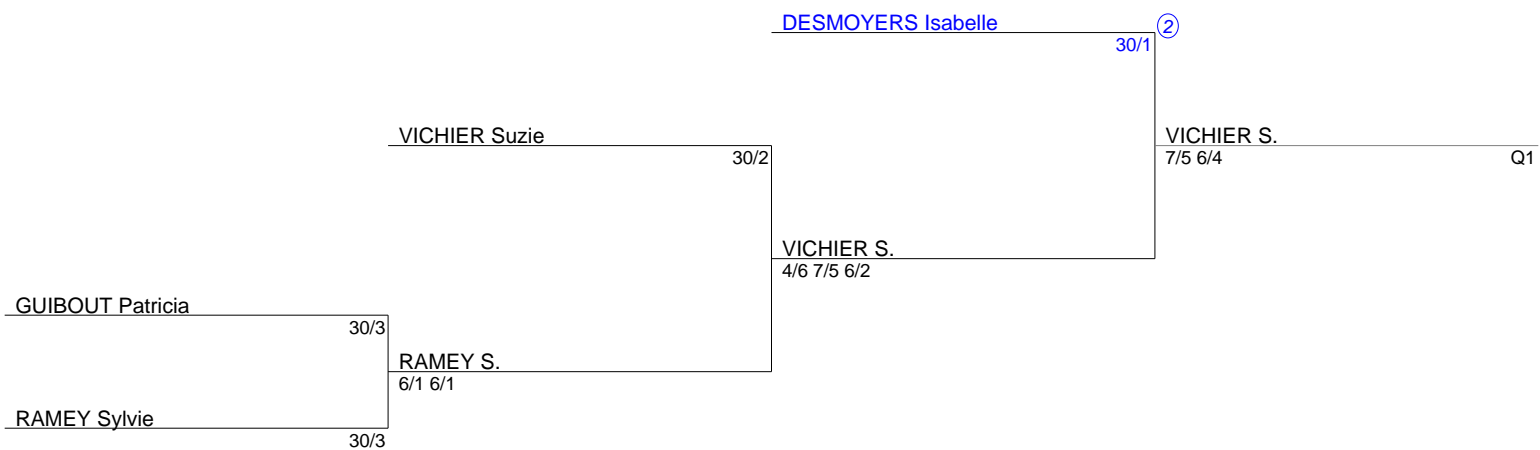 DESMOYERS Isabelle
2
30/1
VICHIER Suzie
30/2
VICHIER S.
7/5 6/4
Q1
VICHIER S.
4/6 7/5 6/2
GUIBOUT Patricia
30/3
RAMEY S.
6/1 6/1
RAMEY Sylvie
30/3